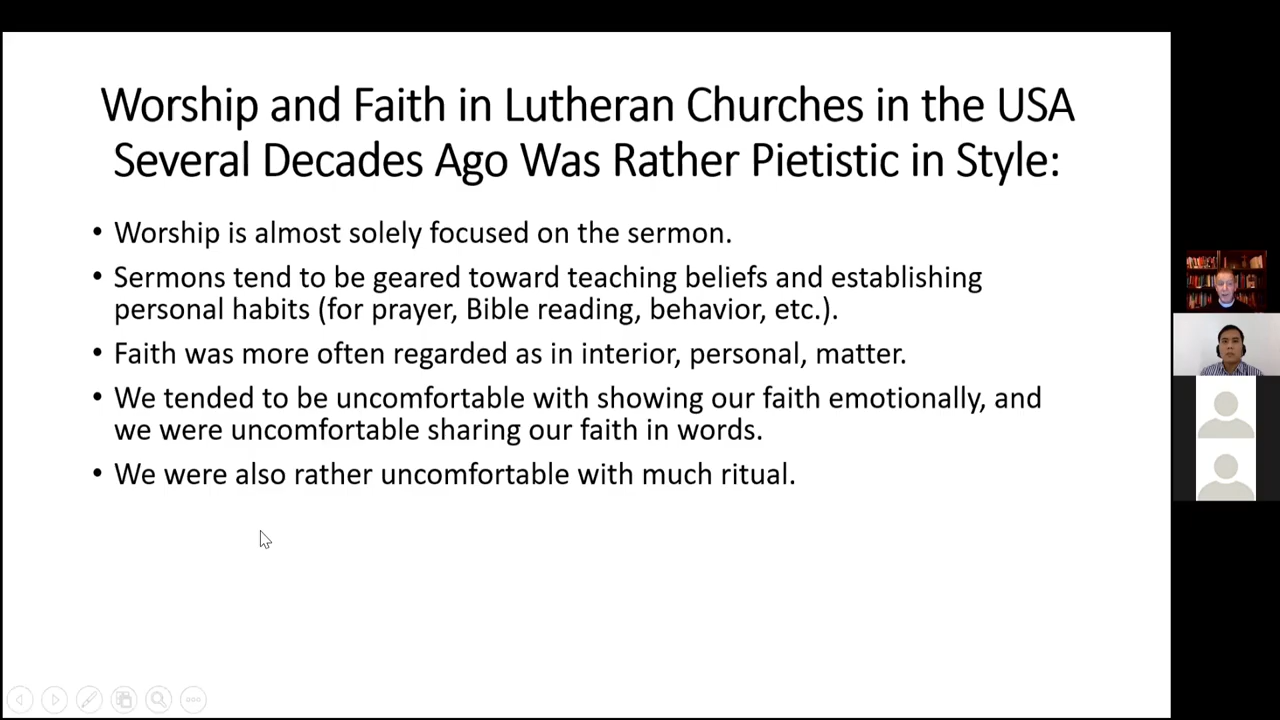 Worship and Faith in Lutheran Churches in the USA
Several Decades Ago Was Rather Pietistic in Style:
• Worship is almost solely focused on the sermon.
• Sermons tend to be geared toward teaching beliefs and establishing
personal habits (for prayer, Bible reading, behavior, etc.).
• Faith was more often regarded as in interior, personal, matter.
• We tended to be uncomfortable with showing our faith emotionally, and
we were uncomfortable sharing our faith in words.
• We were also rather uncomfortable with much ritual.